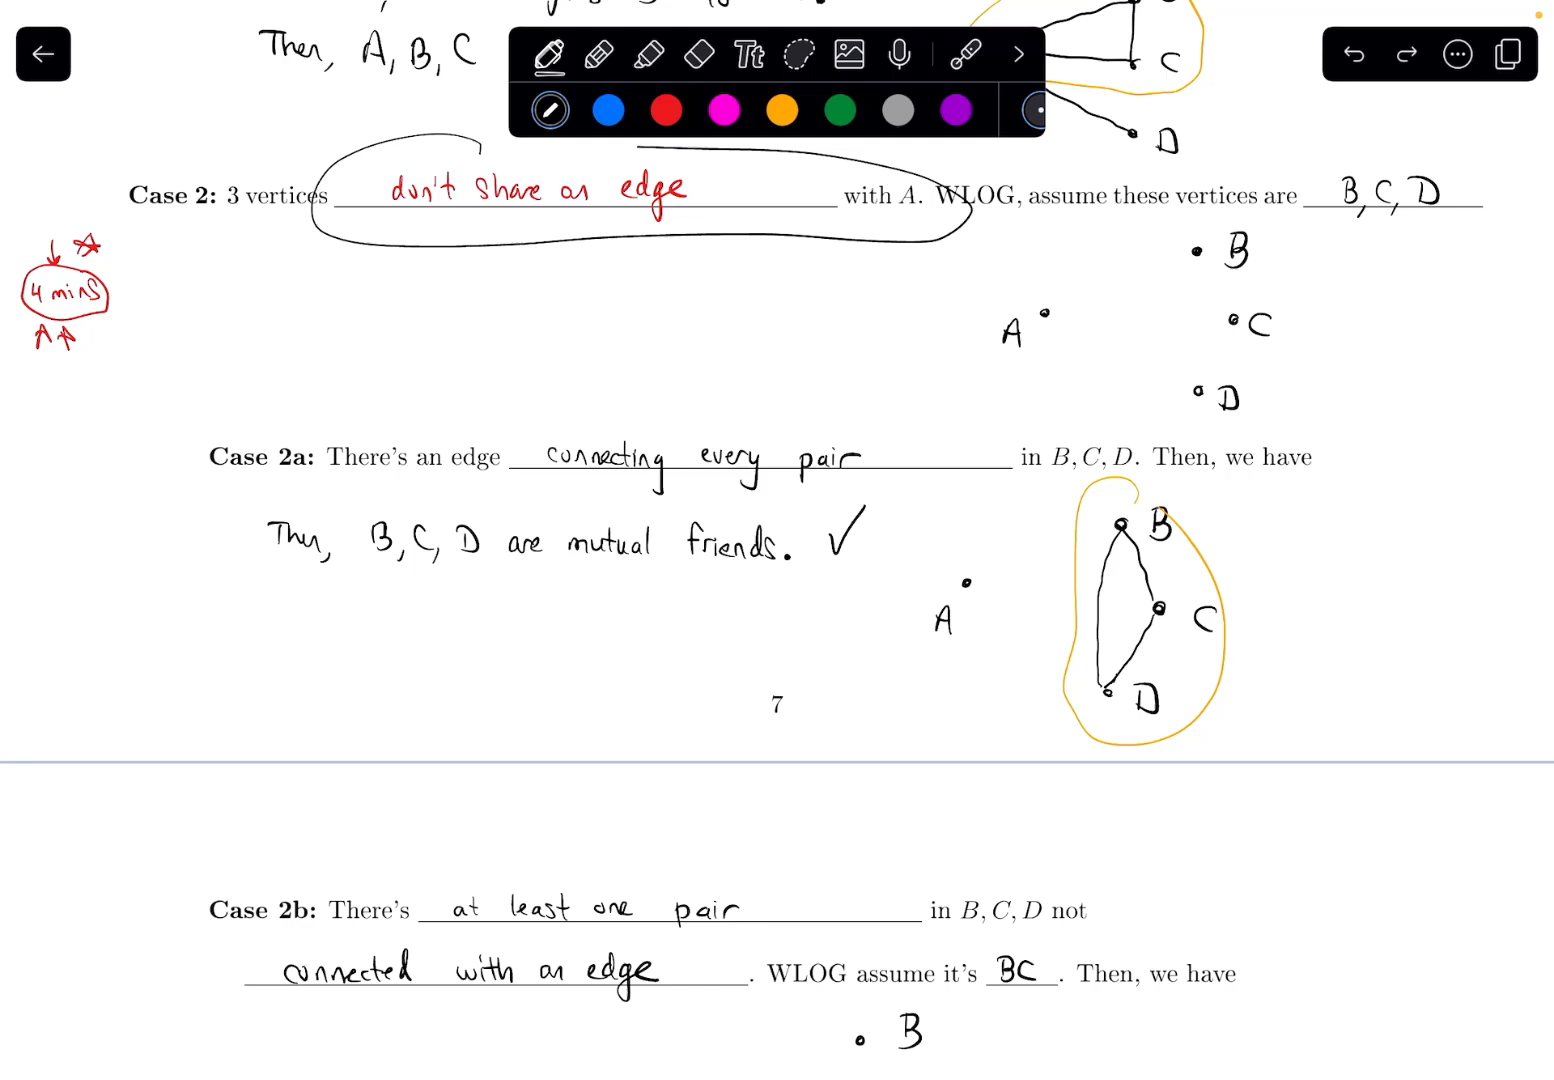 Then, A, B, C
C
Tt
D
Case 2: 3 vertices don't share an edge with A. WLOG, assume these vertices are B, C, D
B
4 mins
A
C
D
Case 2a: There's an edge connecting every pair in B, C, D. Then, we have
Then, B, C, D are mutual friends. ✓
B
A
C
D
7
Case 2b: There's at least one pair in B, C, D not
connected with an edge. WLOG assume it's BC. Then, we have
B